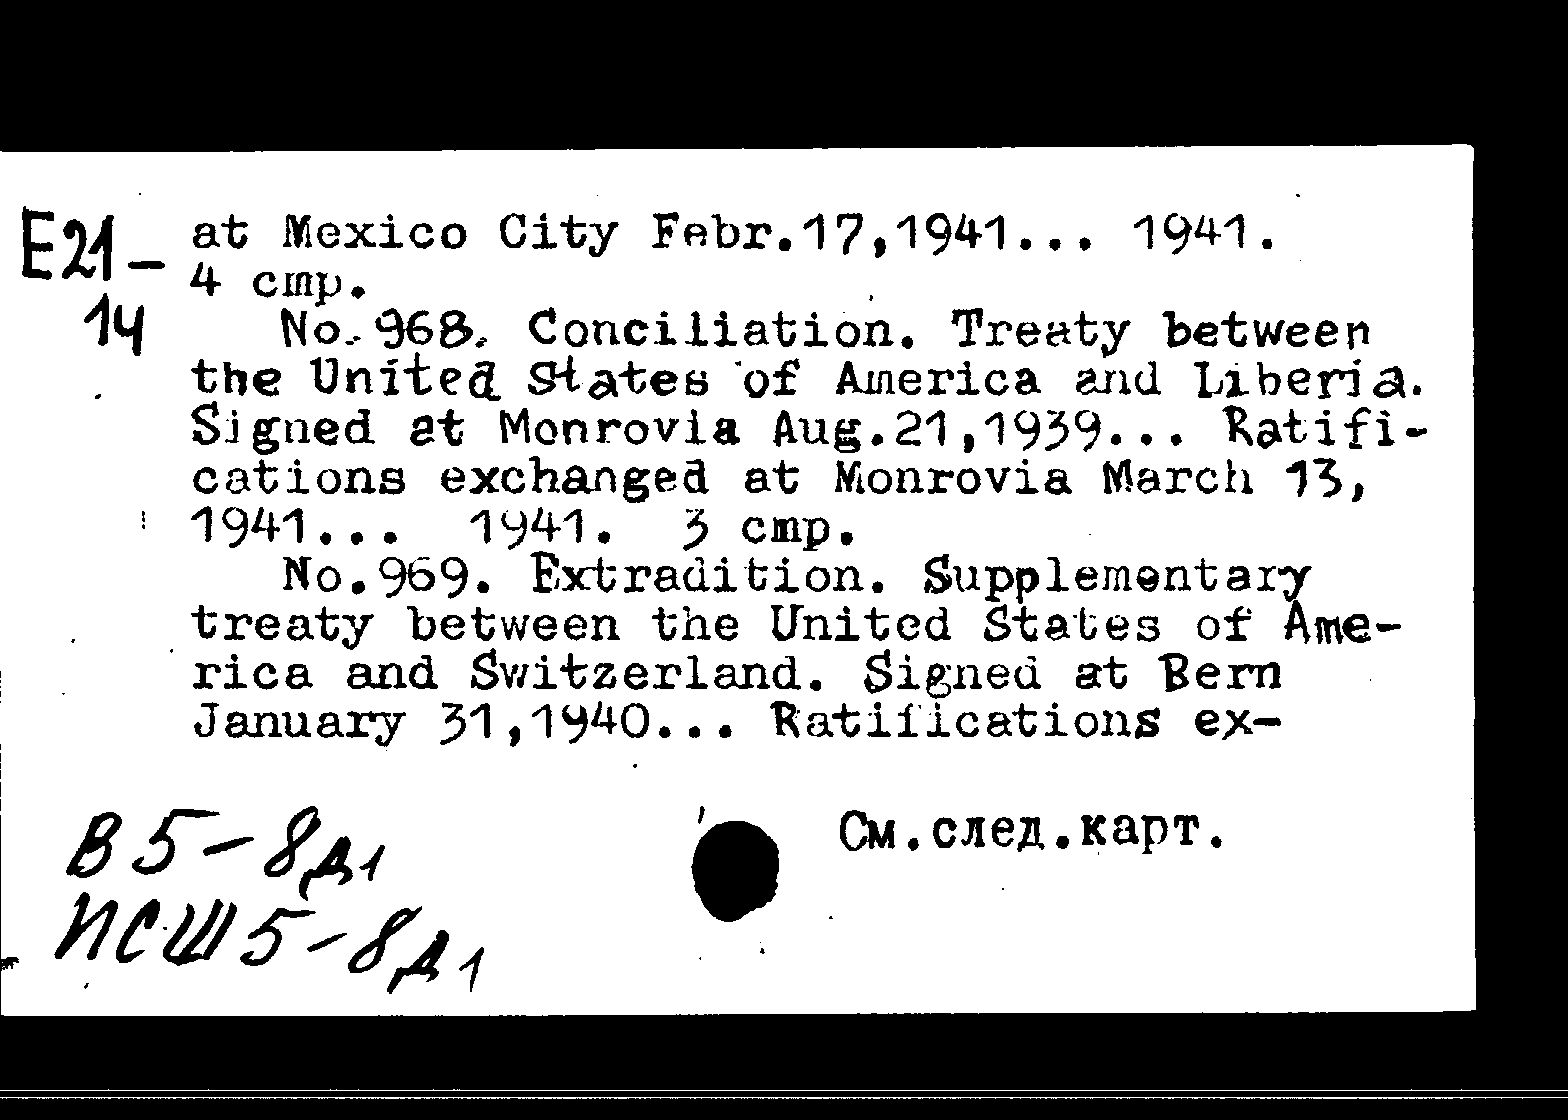 E21-
14
at Mexico City Febr.17,1941... 1941.
4 стр.
No.968. Conciliation. Treaty between
the United States of America and Liberia.
Signed at Monrovia Aug.21,1939... Ratifi-
cations exchanged at Monrovia March 13,
1941... 1941. 3 стр.
No.969. Extradition. Supplementary
treaty between the United States of Ame-
rica and Switzerland. Signed at Bern
January 31,1940... Ratifications ex-
См.след.карт.
В 5-8д1
ИСШ 5-8д1